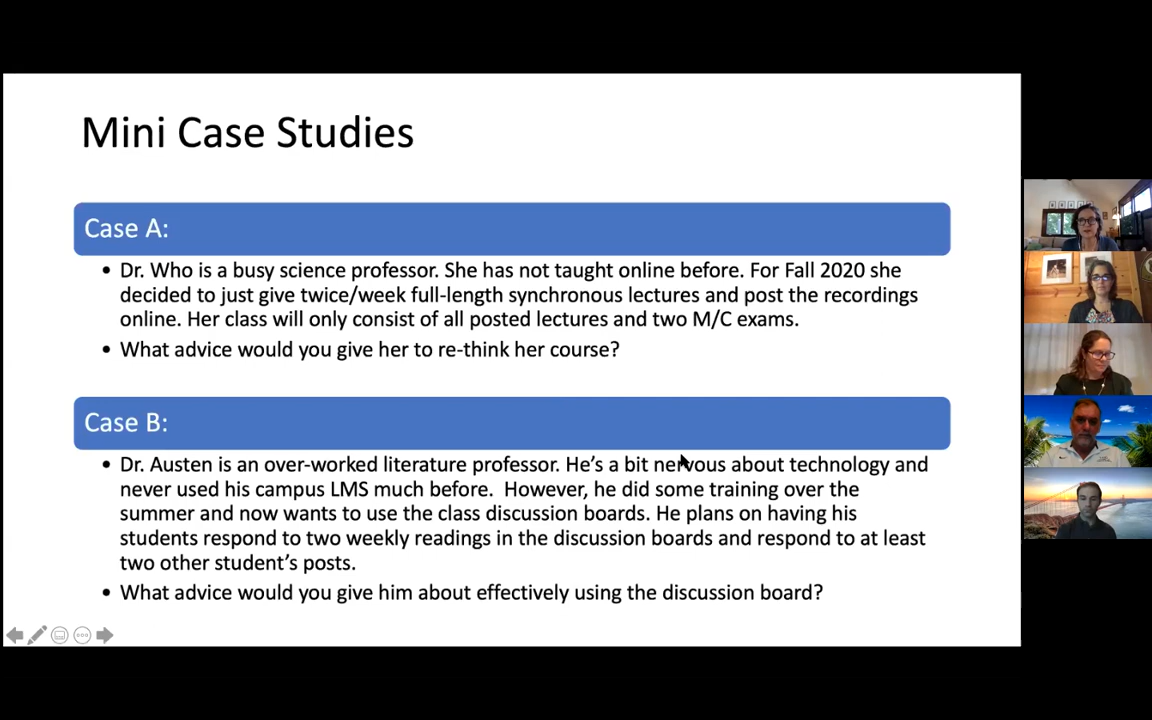 Mini Case Studies
Case A:
• Dr. Who is a busy science professor. She has not taught online before. For Fall 2020 she
decided to just give twice/week full-length synchronous lectures and post the recordings
online. Her class will only consist of all posted lectures and two M/C exams.
• What advice would you give her to re-think her course?
Case B:
• Dr. Austen is an over-worked literature professor. He's a bit nervous about technology and
never used his campus LMS much before.  However, he did some training over the
summer and now wants to use the class discussion boards. He plans on having his
students respond to two weekly readings in the discussion boards and respond to at least
two other student's posts.
• What advice would you give him about effectively using the discussion board?